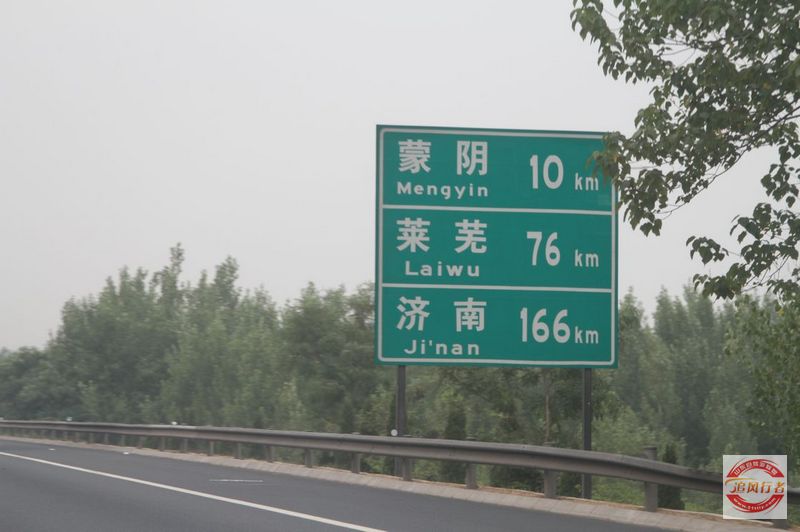 蒙阴 10 km
Mengyin
莱芜 76 km
Laiwu
济南 166 km
Ji'nan
追风行者